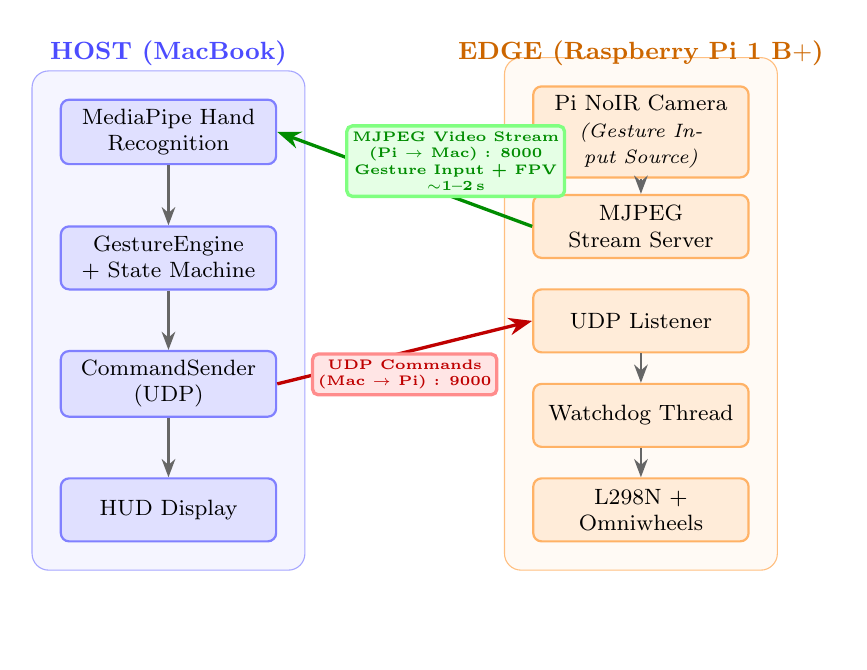 HOST (MacBook)
EDGE (Raspberry Pi 1 B+)
MediaPipe Hand
Recognition
GestureEngine
+ State Machine
CommandSender
(UDP)
HUD Display
MJPEG Video Stream
(Pi → Mac) : 8000
Gesture Input + FPV
~1–2 s
UDP Commands
(Mac → Pi) : 9000
Pi NoIR Camera
(Gesture In-
put Source)
MJPEG
Stream Server
UDP Listener
Watchdog Thread
L298N +
Omniwheels